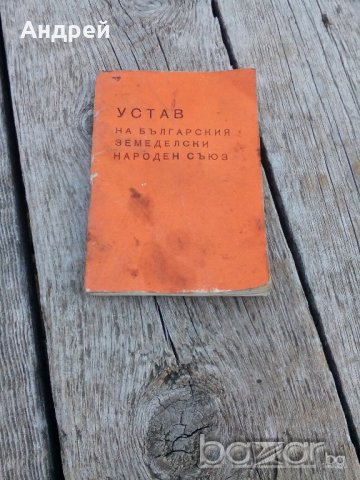 Андрей
УСТАВ
НА БЪЛГАРСКИЯ
ЗЕМЕДЕЛСКИ
НАРОДЕН СЪЮЗ
bazar.bg